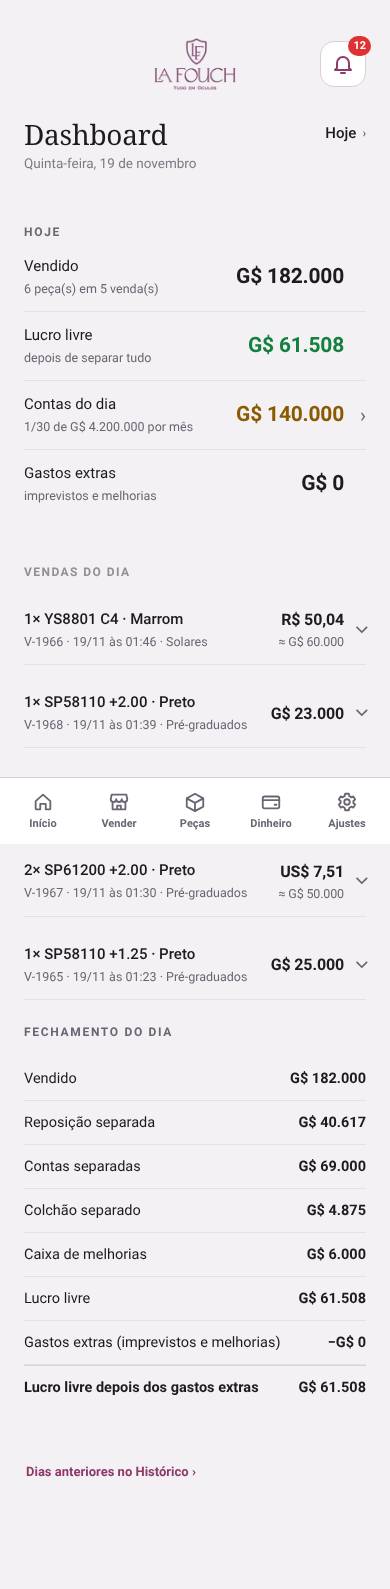 LF
LA FOUCH
TUDO EM ÓCULOS
12
Dashboard
Hoje ›
Quinta-feira, 19 de novembro
HOJE
Vendido
G$ 182.000
6 peça(s) em 5 venda(s)
Lucro livre
G$ 61.508
depois de separar tudo
Contas do dia
G$ 140.000 ›
1/30 de G$ 4.200.000 por mês
Gastos extras
G$ 0
imprevistos e melhorias
VENDAS DO DIA
1× YS8801 C4 · Marrom
R$ 50,04
V-1966 · 19/11 às 01:46 · Solares
≈ G$ 60.000
1× SP58110 +2.00 · Preto
G$ 23.000
V-1968 · 19/11 às 01:39 · Pré-graduados
Início
Vender
Peças
Dinheiro
Ajustes
2× SP61200 +2.00 · Preto
US$ 7,51
V-1967 · 19/11 às 01:30 · Pré-graduados
≈ G$ 50.000
1× SP58110 +1.25 · Preto
G$ 25.000
V-1965 · 19/11 às 01:23 · Pré-graduados
FECHAMENTO DO DIA
Vendido G$ 182.000
Reposição separada G$ 40.617
Contas separadas G$ 69.000
Colchão separado G$ 4.875
Caixa de melhorias G$ 6.000
Lucro livre G$ 61.508
Gastos extras (imprevistos e melhorias) −G$ 0
Lucro livre depois dos gastos extras G$ 61.508
Dias anteriores no Histórico ›